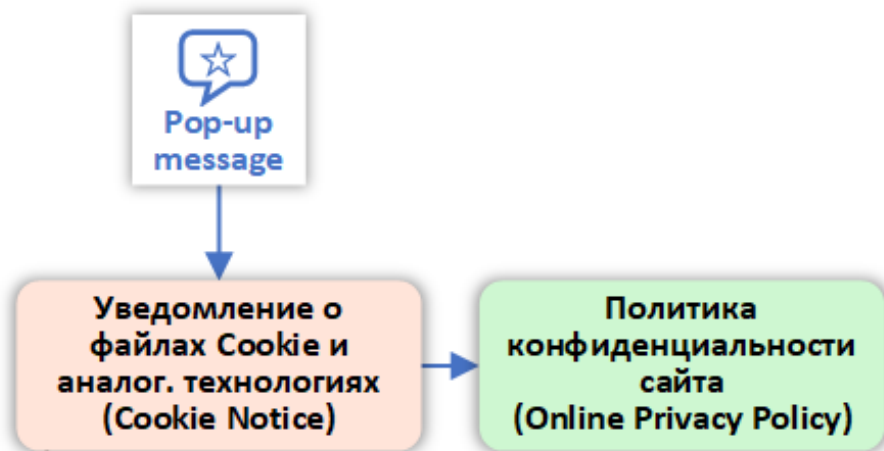 Pop-up
message
Уведомление о
файлах Cookie и
аналог. технологиях
(Cookie Notice)
Политика
конфиденциальности
сайта
(Online Privacy Policy)